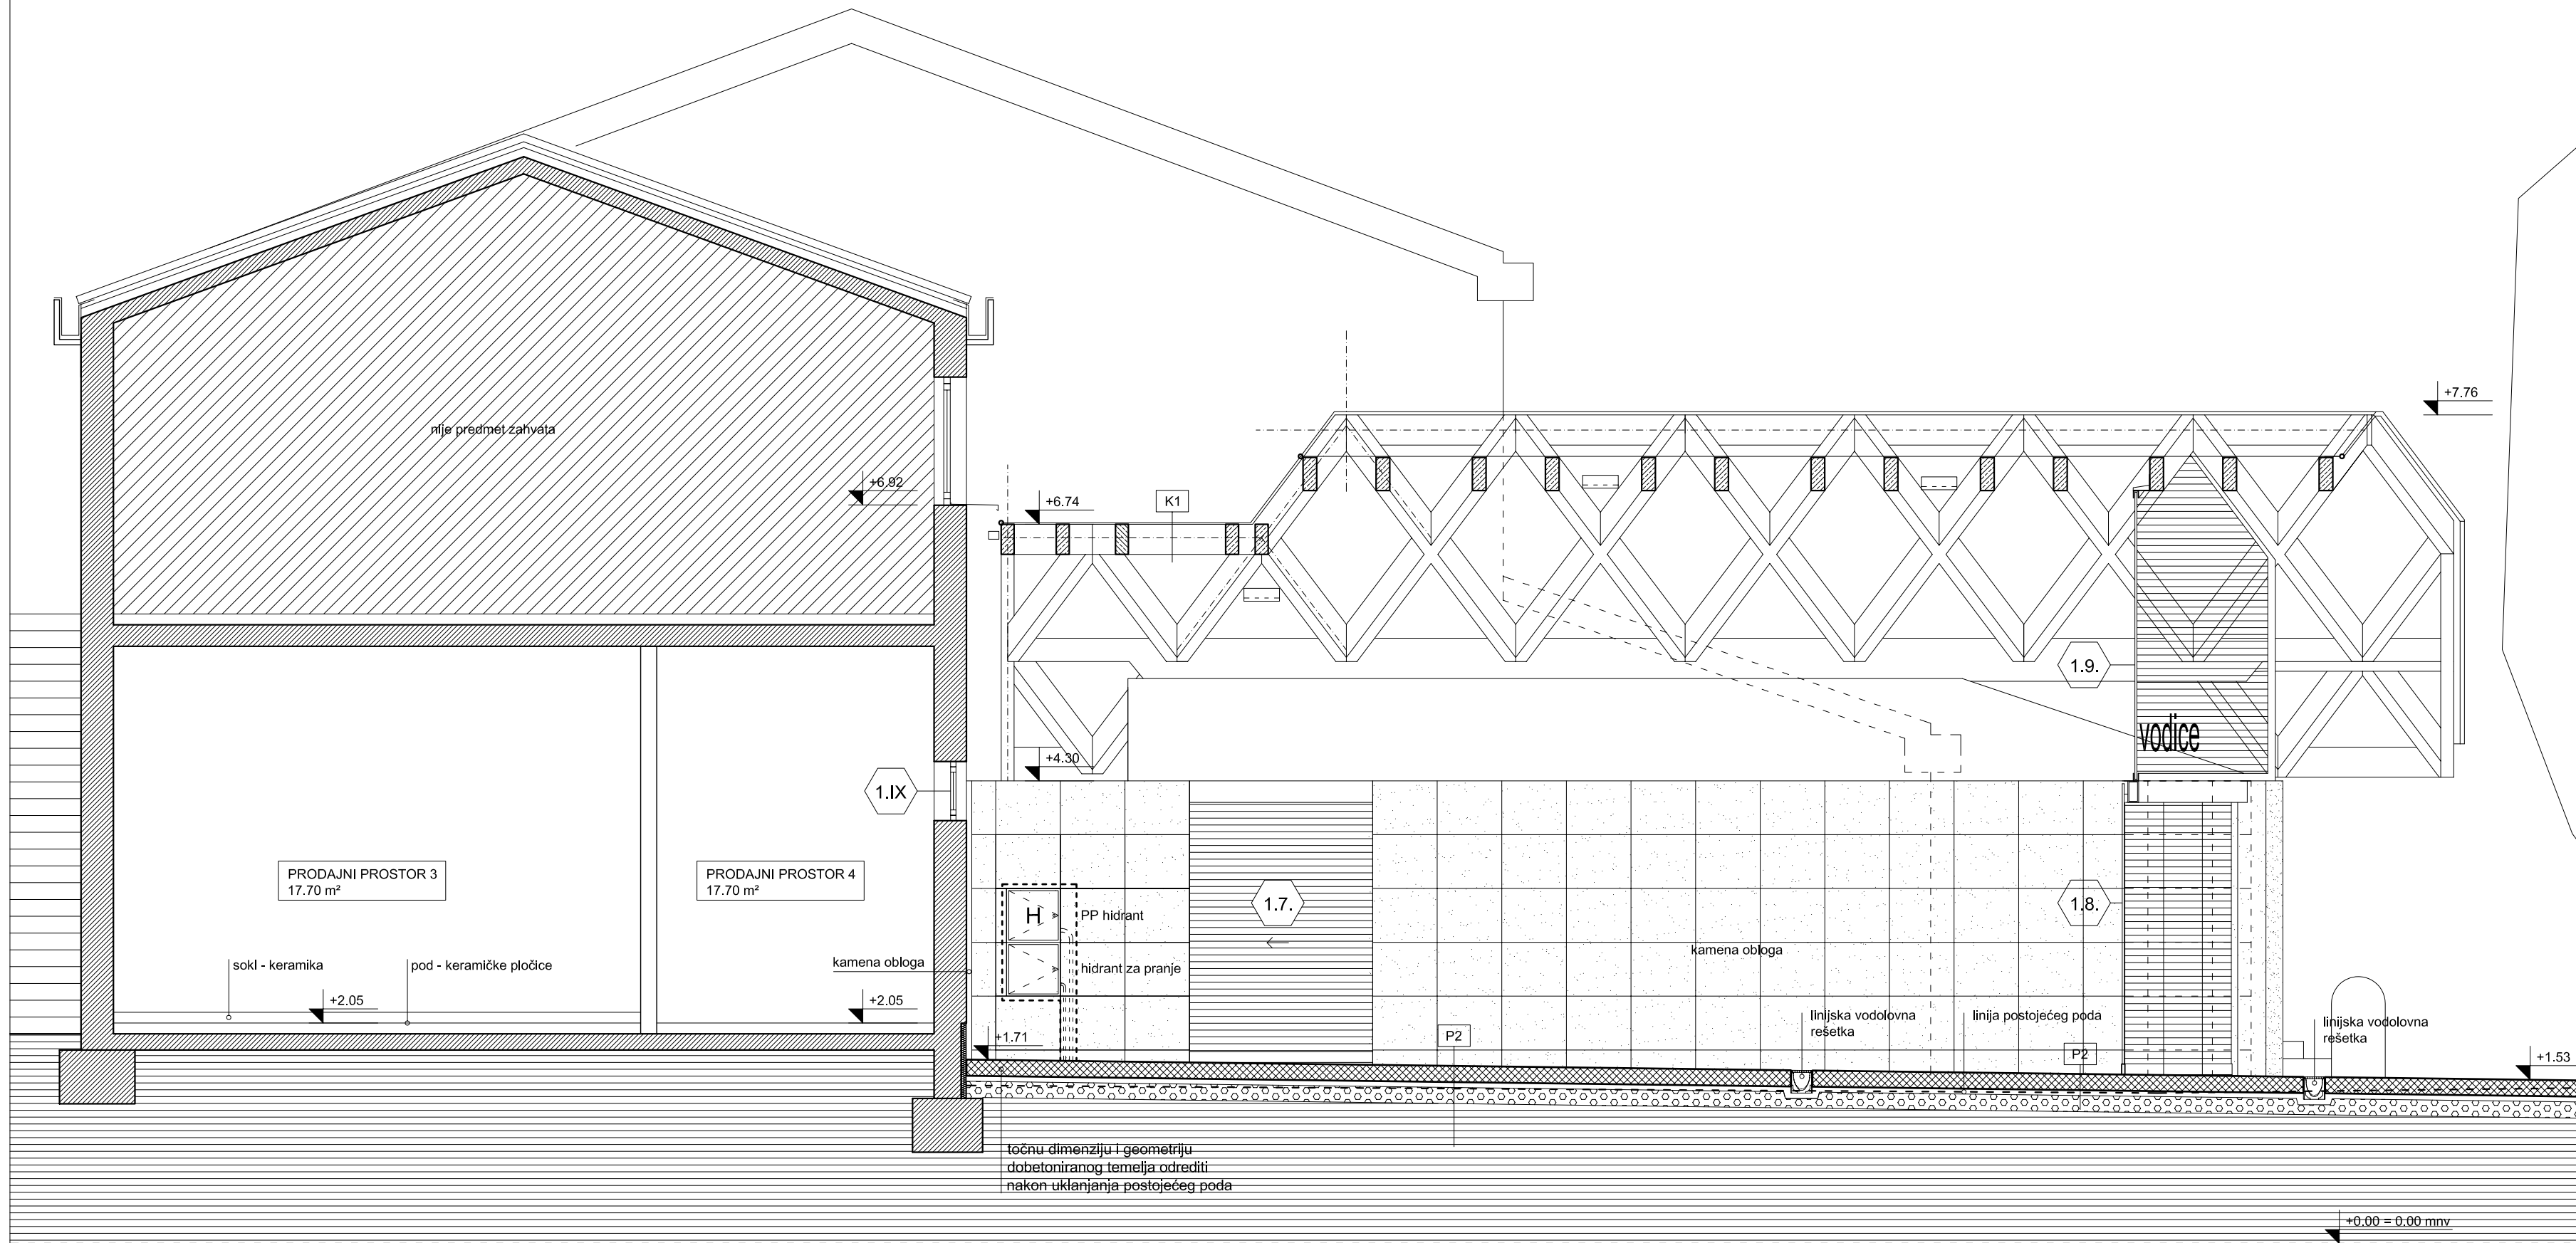 +7.76
nije predmet zahvata
+6.92
+6.74
K1
1.9.
vodice
+4.30
1.IX
PRODAJNI PROSTOR 3
17.70 m²
PRODAJNI PROSTOR 4
17.70 m²
1.7.
1.8.
H
PP hidrant
kamena obloga
kamena obloga
sokl - keramika
pod - keramičke pločice
hidrant za pranje
+2.05
+2.05
linijska vodolovna
rešetka
linija postojećeg poda
linijska vodolovna
rešetka
+1.71
P2
P2
+1.53
točnu dimenziju i geometriju
dobetoniranog temelja odrediti
nakon uklanjanja postojećeg poda
+0.00 = 0.00 mnv